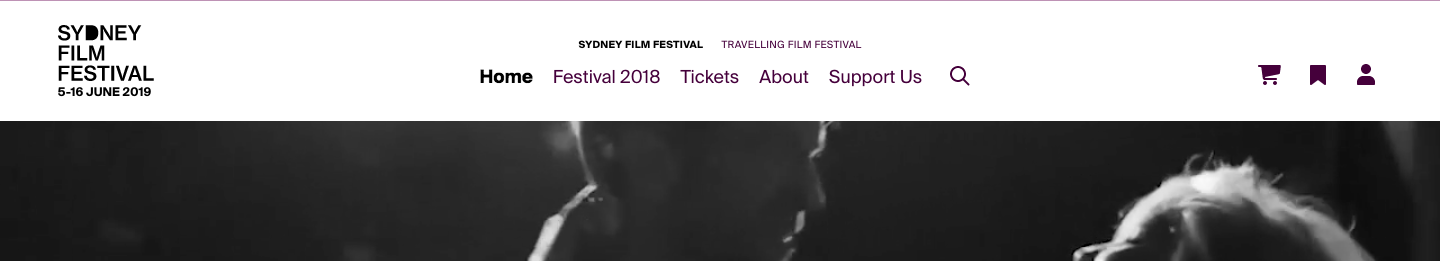 SYDNEY
FILM
FESTIVAL
5-16 JUNE 2019
SYDNEY FILM FESTIVAL TRAVELLING FILM FESTIVAL
Home Festival 2018 Tickets About Support Us